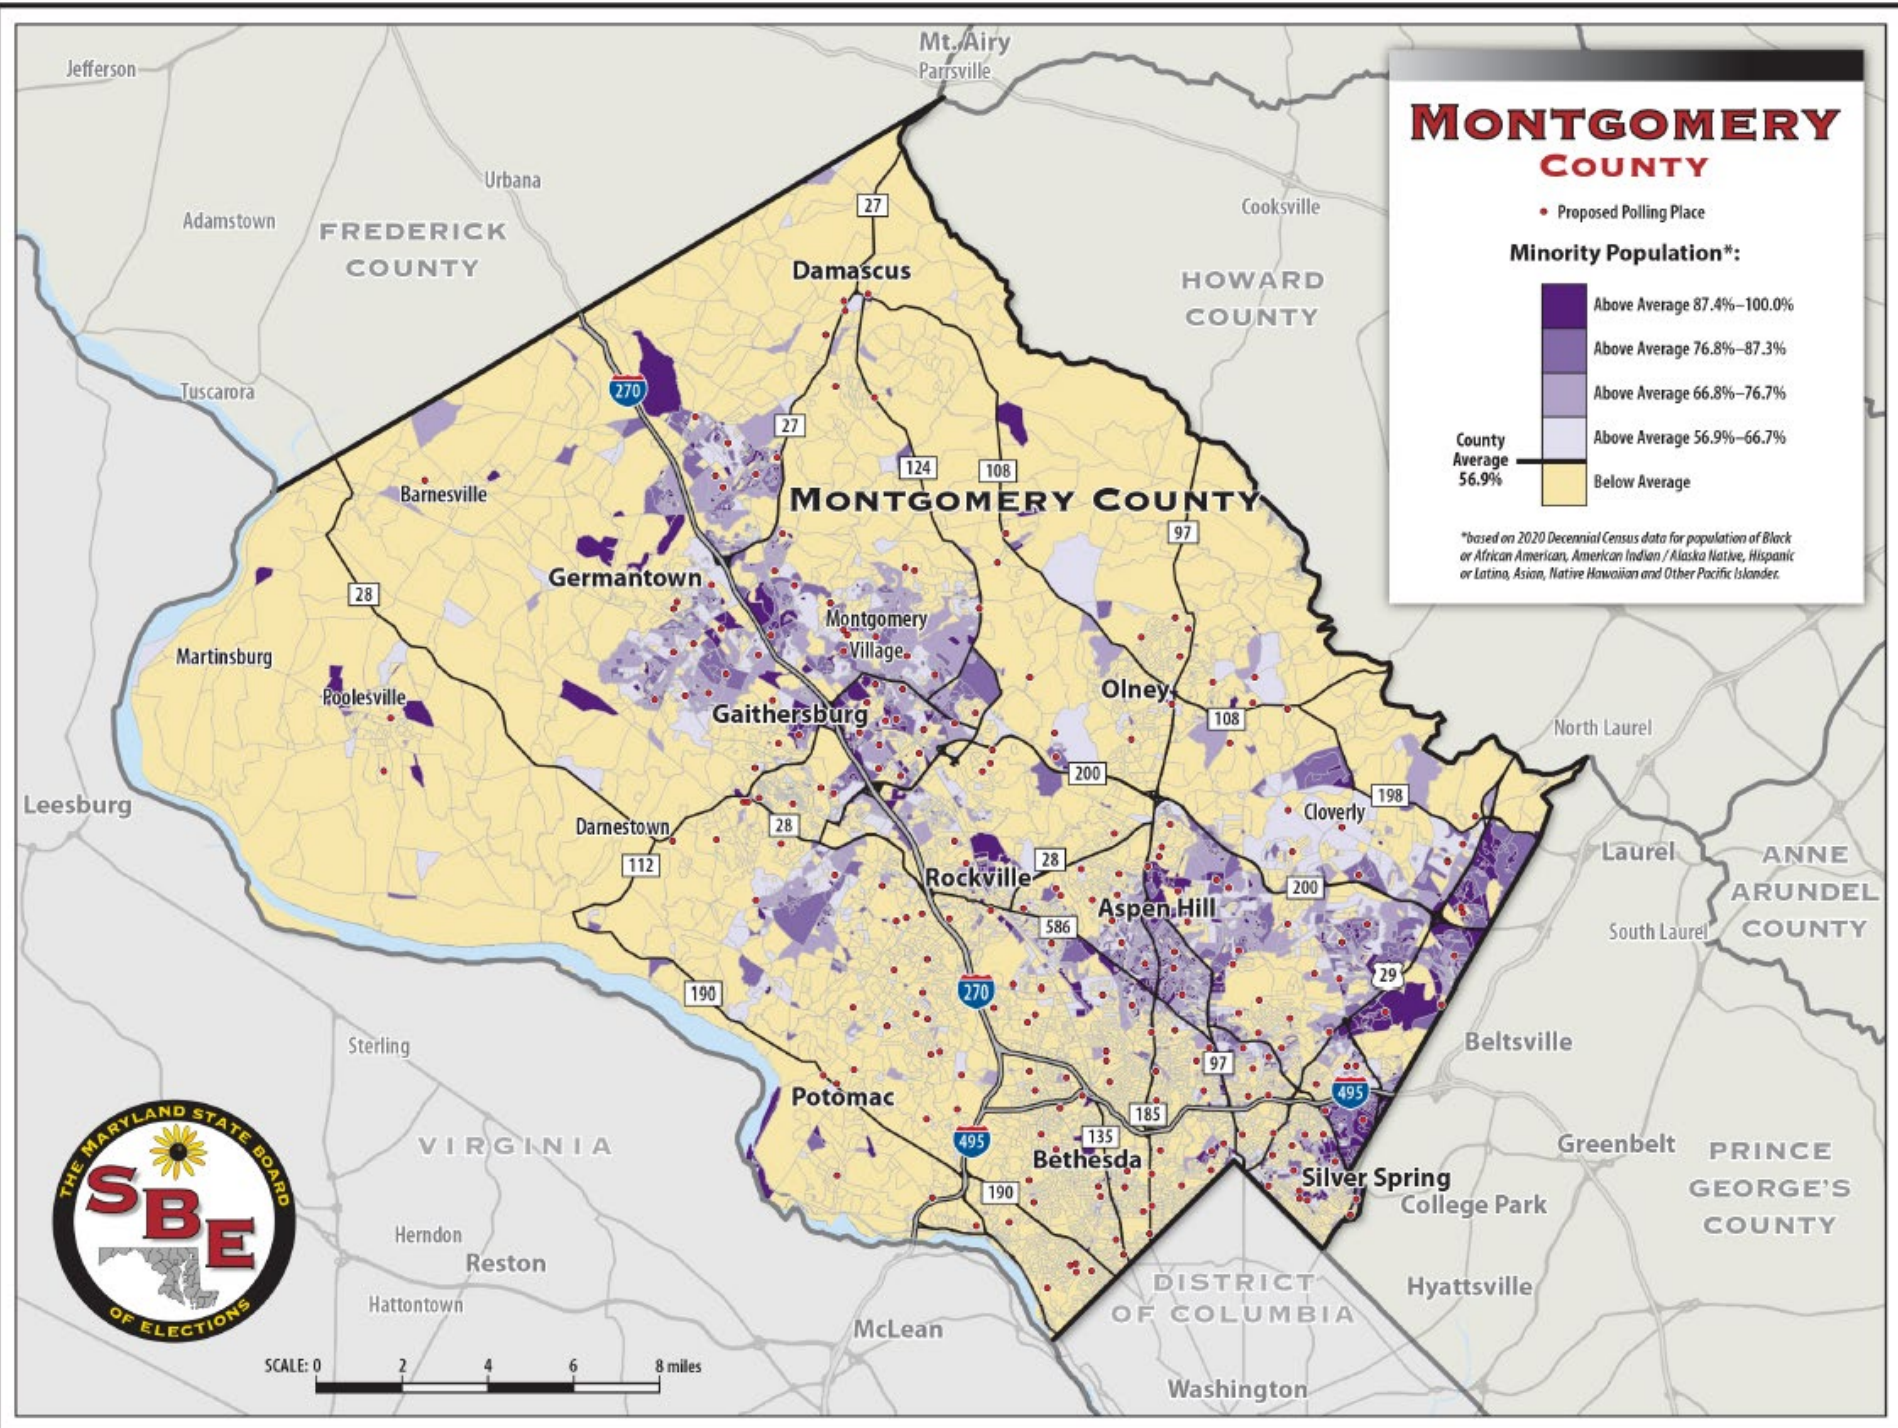 Mt. Airy
Parrsville
Jefferson
Urbana
Adamstown
FREDERICK
COUNTY
Cooksville
HOWARD
COUNTY
Tuscarora
27
Damascus
270
27
124
108
Barnesville
MONTGOMERY COUNTY
97
Germantown
28
Montgomery
Village
Martinsburg
Poolesville
Olney
Gaithersburg
108
North Laurel
200
198
Leesburg
Cloverly
Darnestown
28
112
28
Rockville
Laurel
ANNE
ARUNDEL
COUNTY
200
Aspen Hill
586
South Laurel
29
190
270
Sterling
Beltsville
97
Potomac
495
185
495
135
Bethesda
VIRGINIA
Greenbelt
PRINCE
GEORGE'S
COUNTY
190
Silver Spring
College Park
Herndon
Reston
Hattontown
DISTRICT
OF COLUMBIA
Hyattsville
McLean
Washington
MONTGOMERY
COUNTY
Proposed Polling Place
Minority Population*:
Above Average 87.4%–100.0%
Above Average 76.8%–87.3%
Above Average 66.8%–76.7%
Above Average 56.9%–66.7%
County
Average
56.9%
Below Average
*based on 2020 Decennial Census data for population of Black
or African American, American Indian / Alaska Native, Hispanic
or Latino, Asian, Native Hawaiian and Other Pacific Islander.
THE MARYLAND STATE BOARD
SBE
OF ELECTIONS
SCALE: 0 2 4 6 8 miles